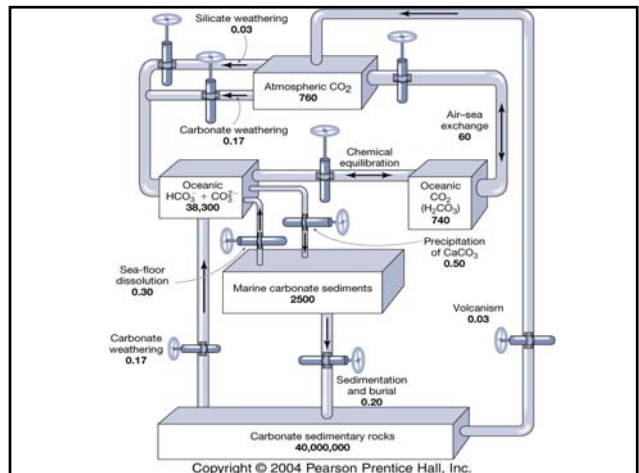 Silicate weathering
0.03
Atmospheric CO₂
760
Carbonate weathering
0.17
Air–sea
exchange
60
Chemical
equilibration
Oceanic
HCO₃⁻ + CO₃²⁻
38,300
Oceanic
CO₂
(H₂CO₃)
740
Precipitation
of CaCO₃
0.50
Sea-floor
dissolution
0.30
Marine carbonate sediments
2500
Volcanism
0.03
Carbonate
weathering
0.17
Sedimentation
and burial
0.20
Carbonate sedimentary rocks
40,000,000
Copyright © 2004 Pearson Prentice Hall, Inc.